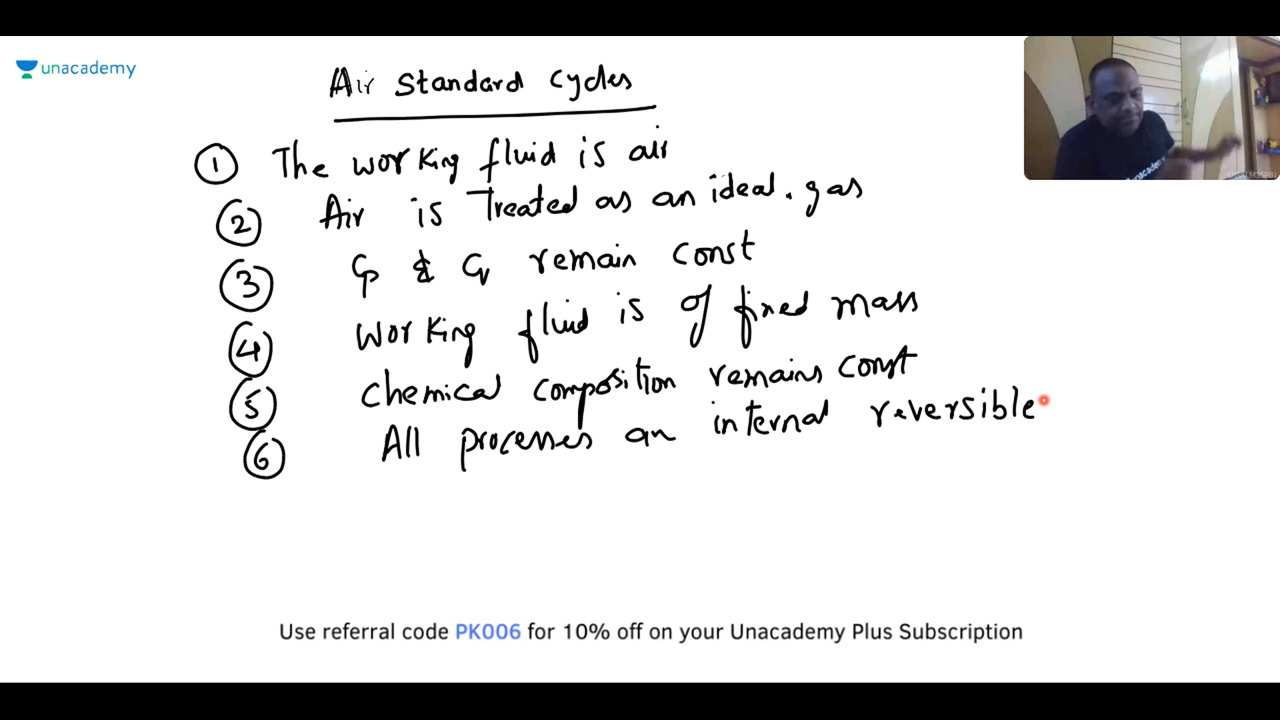 unacademy
Air Standard Cycles
① The working fluid is air
② Air is Treated as an ideal. gas
③ Cp & Cv remain const
④ Working fluid is of fixed mass
⑤ Chemical composition remains const
⑥ All processes are internal reversible
Use referral code PK006 for 10% off on your Unacademy Plus Subscription